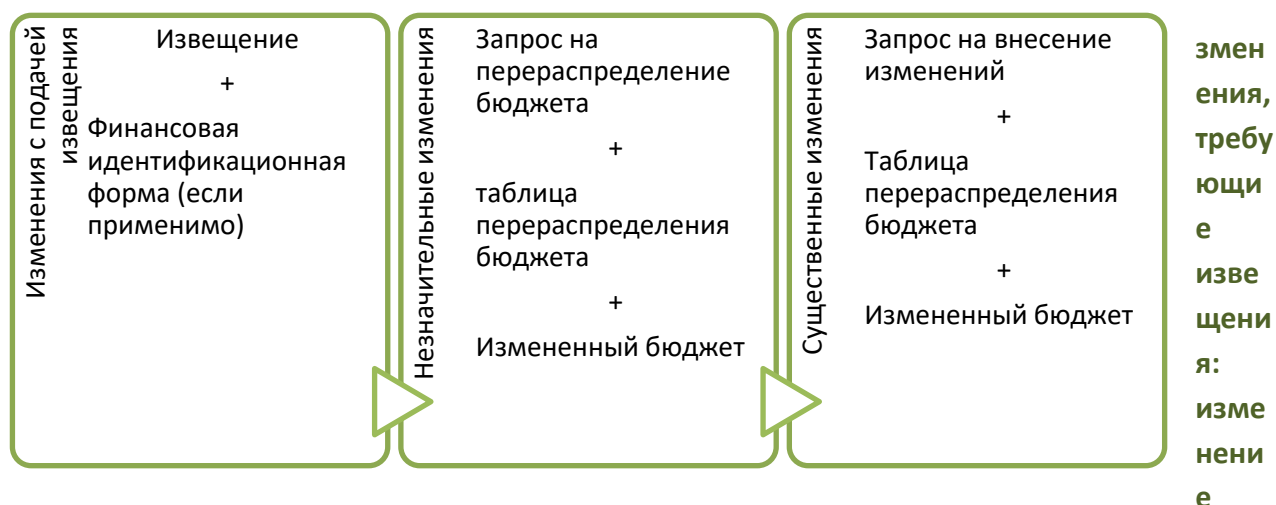 Изменения с подачей
извещения
Извещение
+
Финансовая
идентификационная
форма (если
применимо)
Незначительные изменения
Запрос на
перераспределение
бюджета
+
таблица
перераспределения
бюджета
+
Измененный бюджет
Существенные изменения
Запрос на внесение
изменений
+
Таблица
перераспределения
бюджета
+
Измененный бюджет
змен
ения,
требу
ющи
е
изве
щени
я:
изме
нени
е